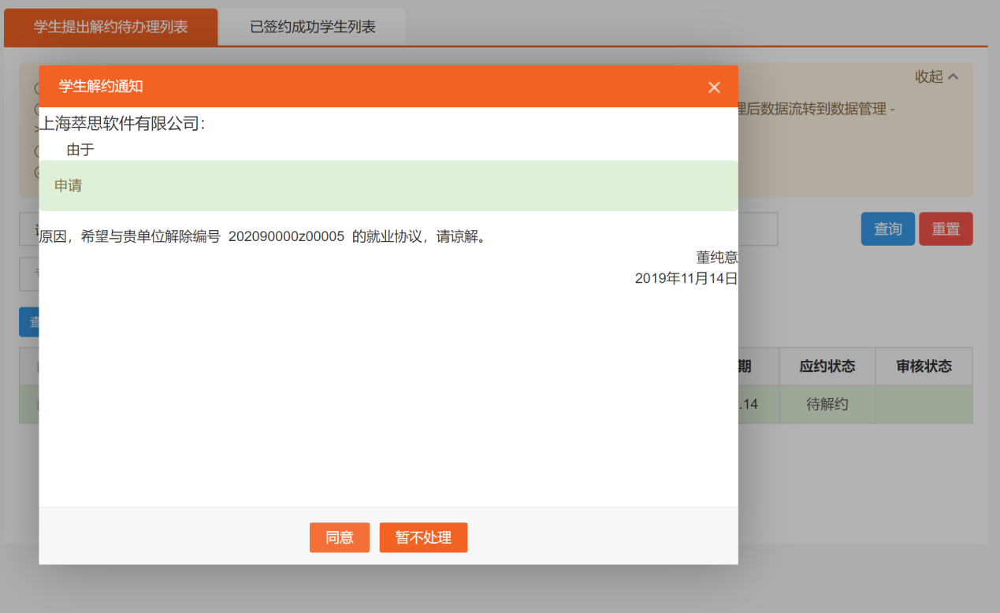 学生提出解约待办理列表
已签约成功学生列表
收起
理后数据流转到数据管理 -
>
学生解约通知
上海萃思软件有限公司：
由于
申请
原因，希望与贵单位解除编号 202090000z00005 的就业协议，请谅解。
董纯意
2019年11月14日
查询
重置
查
期
应约状态
审核状态
.14
待解约
同意
暂不处理